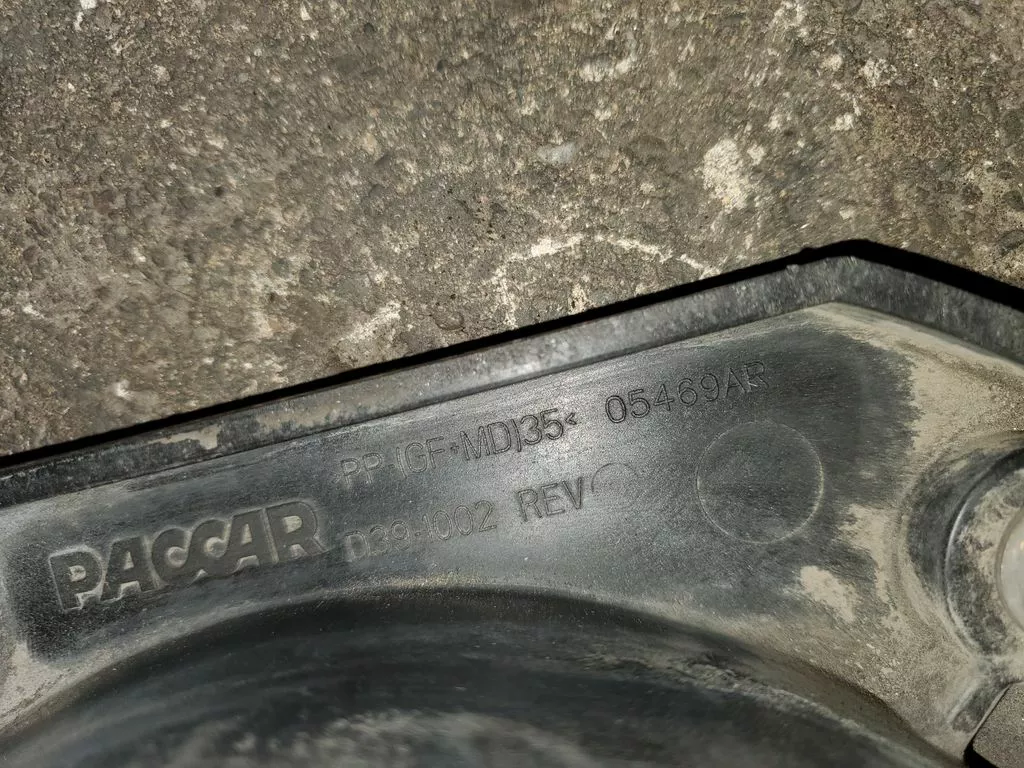 PP-(GF+MD)35< 05469AR
PACCAR D39-1002 REV